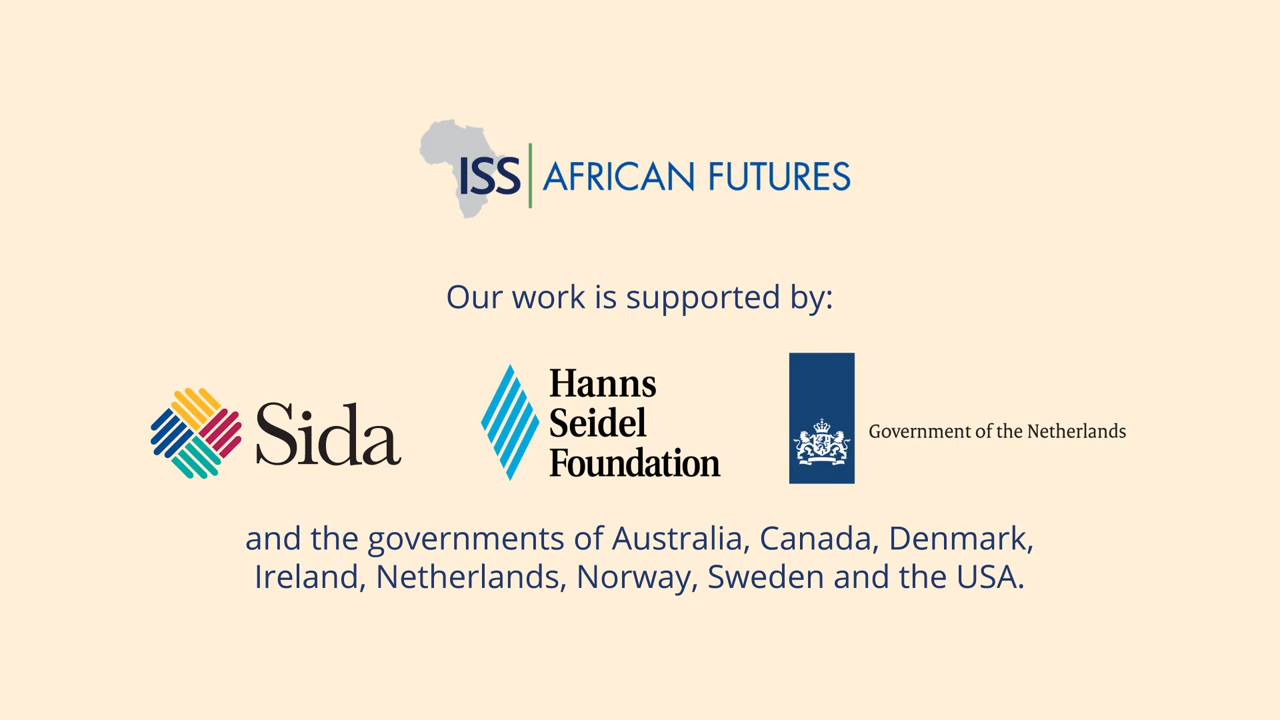 ISS AFRICAN FUTURES
Our work is supported by:
Sida
Hanns
Seidel
Foundation
Government of the Netherlands
and the governments of Australia, Canada, Denmark,
Ireland, Netherlands, Norway, Sweden and the USA.